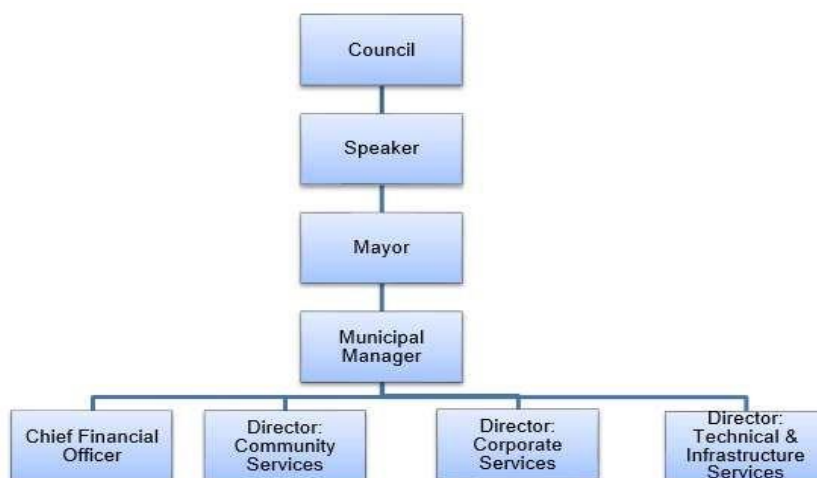 Council
Speaker
Mayor
Municipal
Manager
Chief Financial
Officer
Director:
Community
Services
Director:
Corporate
Services
Director:
Technical &
Infrastructure
Services